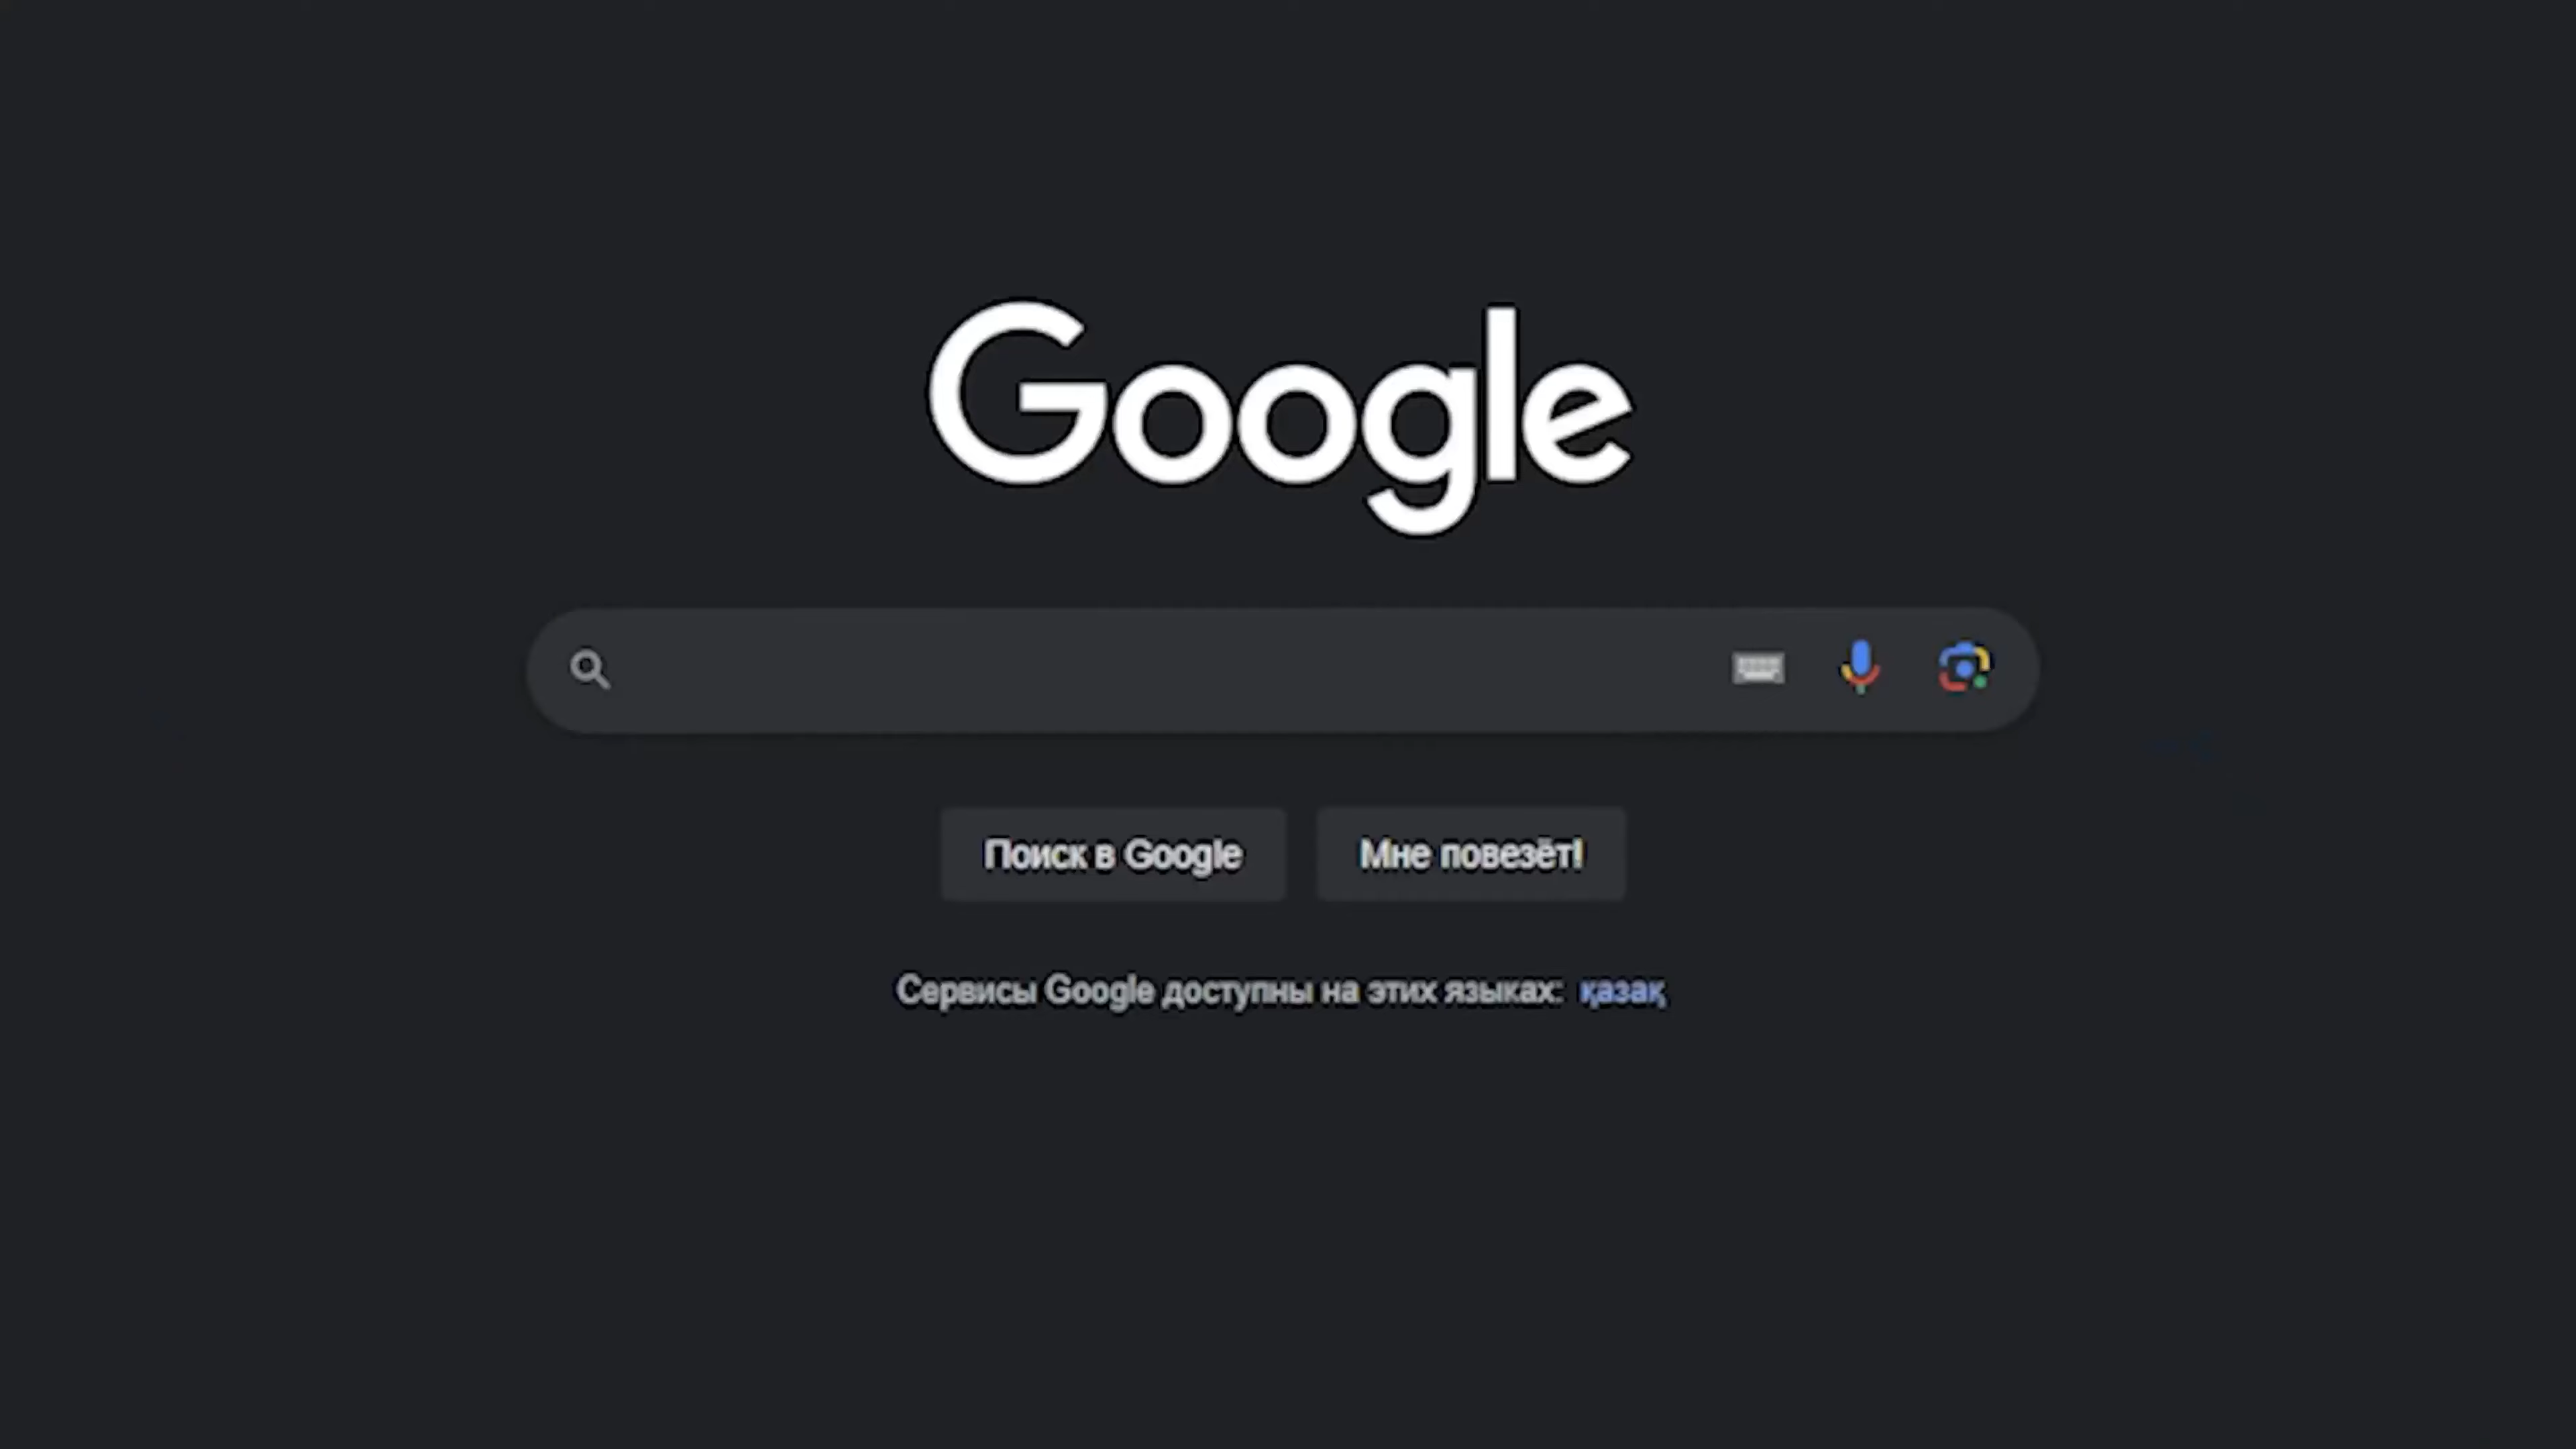 Google
Поиск в Google
Мне повезёт!
Сервисы Google доступны на этих языках: қазақ